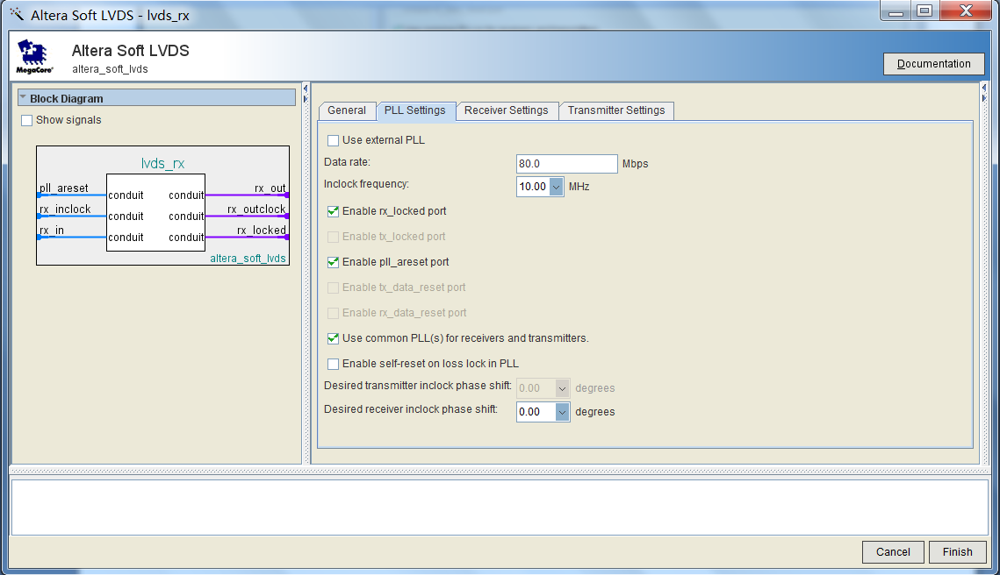 Altera Soft LVDS - lvds_rx
MegaCore®
Altera Soft LVDS
altera_soft_lvds
Documentation
Block Diagram
Show signals
lvds_rx
pll_areset
conduit
conduit
rx_out
rx_inclock
conduit
conduit
rx_outclock
rx_in
conduit
conduit
rx_locked
altera_soft_lvds
General
PLL Settings
Receiver Settings
Transmitter Settings
Use external PLL
Data rate:
80.0
Mbps
Inclock frequency:
10.00
MHz
Enable rx_locked port
Enable tx_locked port
Enable pll_areset port
Enable tx_data_reset port
Enable rx_data_reset port
Use common PLL(s) for receivers and transmitters.
Enable self-reset on loss lock in PLL
Desired transmitter inclock phase shift:
0.00
degrees
Desired receiver inclock phase shift:
0.00
degrees
Cancel
Finish